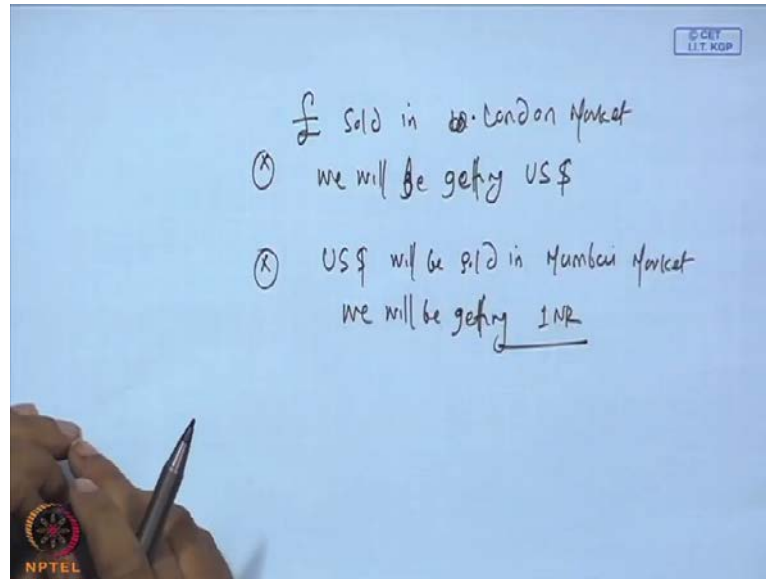 © CET
I.I.T. KGP
£ Sold in London Market
we will be getting US $
US $ will be sold in Mumbai Market
we will be getting INR
NPTEL